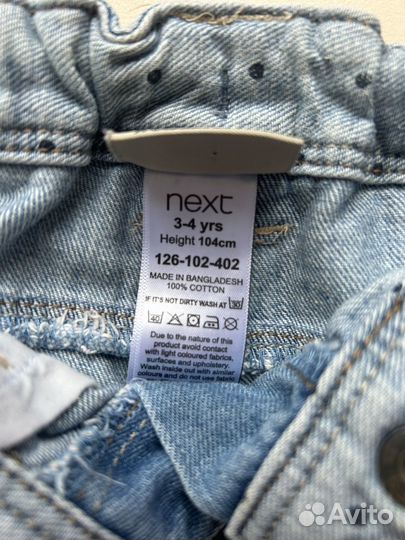 next
3-4 yrs
Height 104cm
126-102-402
MADE IN BANGLADESH
100% COTTON
IF IT'S NOT DIRTY WASH AT 30
40
Due to the nature of this
product avoid contact
with light coloured fabrics,
surfaces and upholstery.
Wash inside out with similar
colours and do not use fabric
Avito